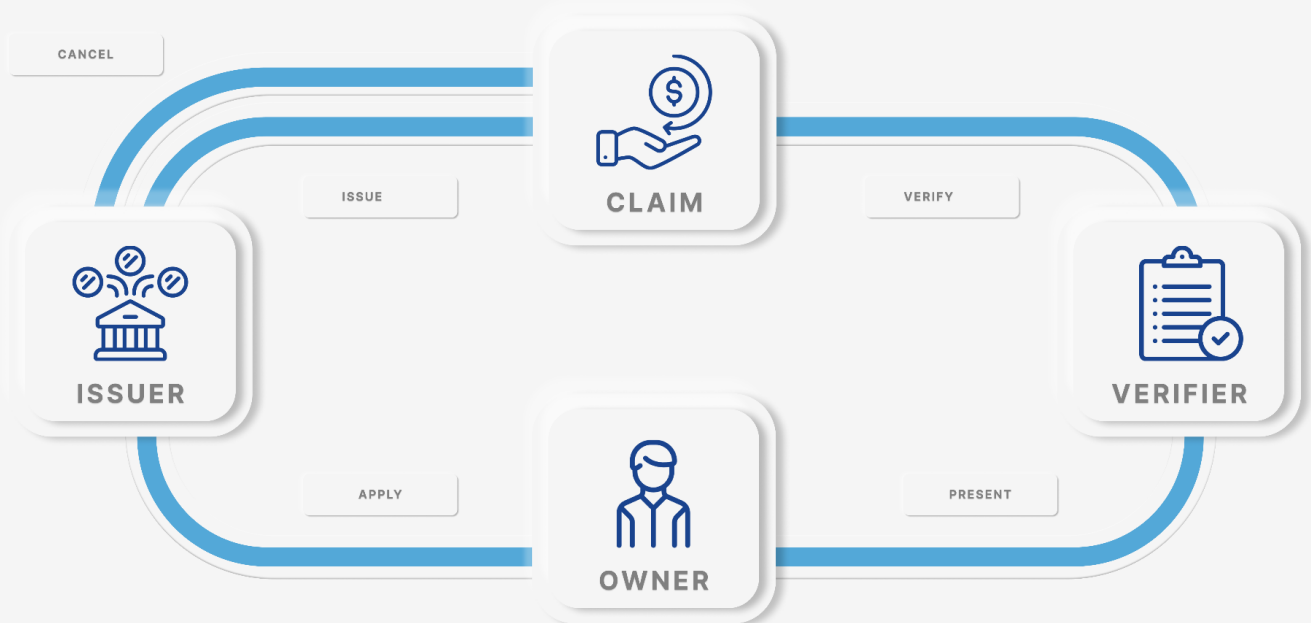 CANCEL
CLAIM
ISSUE
VERIFY
ISSUER
VERIFIER
APPLY
PRESENT
OWNER